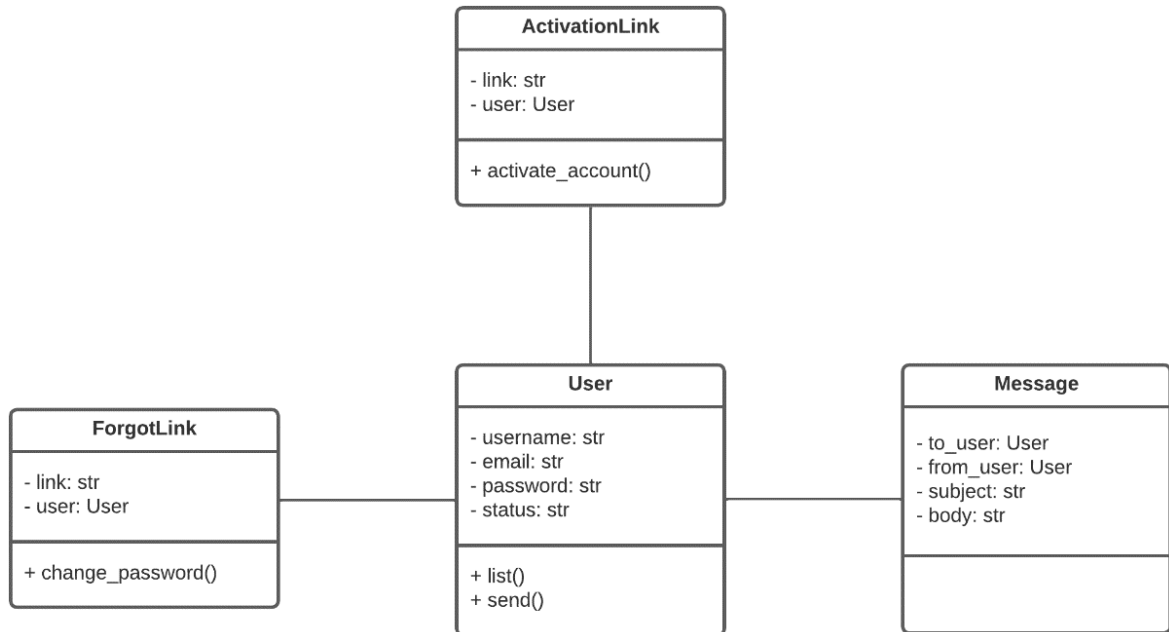 ActivationLink
- link: str
- user: User
+ activate_account()
ForgotLink
- link: str
- user: User
+ change_password()
User
- username: str
- email: str
- password: str
- status: str
+ list()
+ send()
Message
- to_user: User
- from_user: User
- subject: str
- body: str